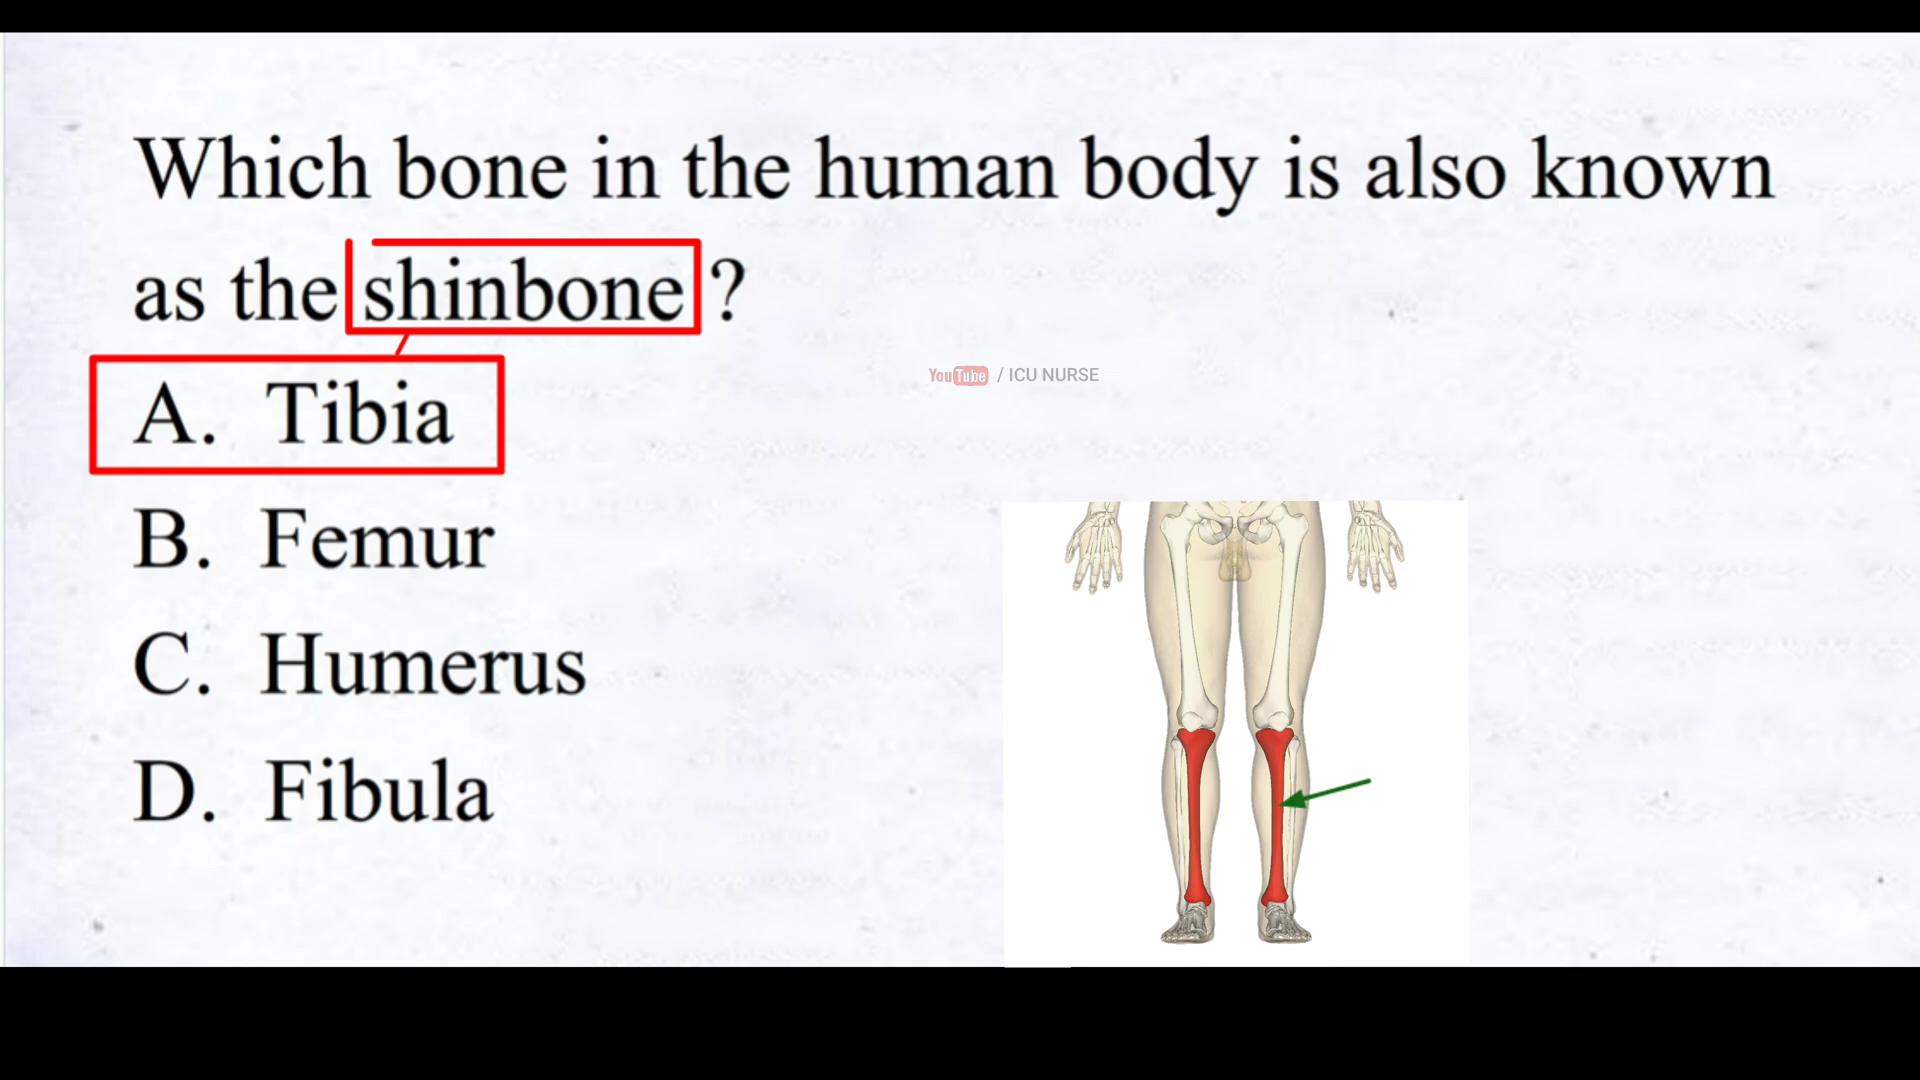 Which bone in the human body is also known
as the shinbone ?
A. Tibia
YouTube / ICU NURSE
B. Femur
C. Humerus
D. Fibula